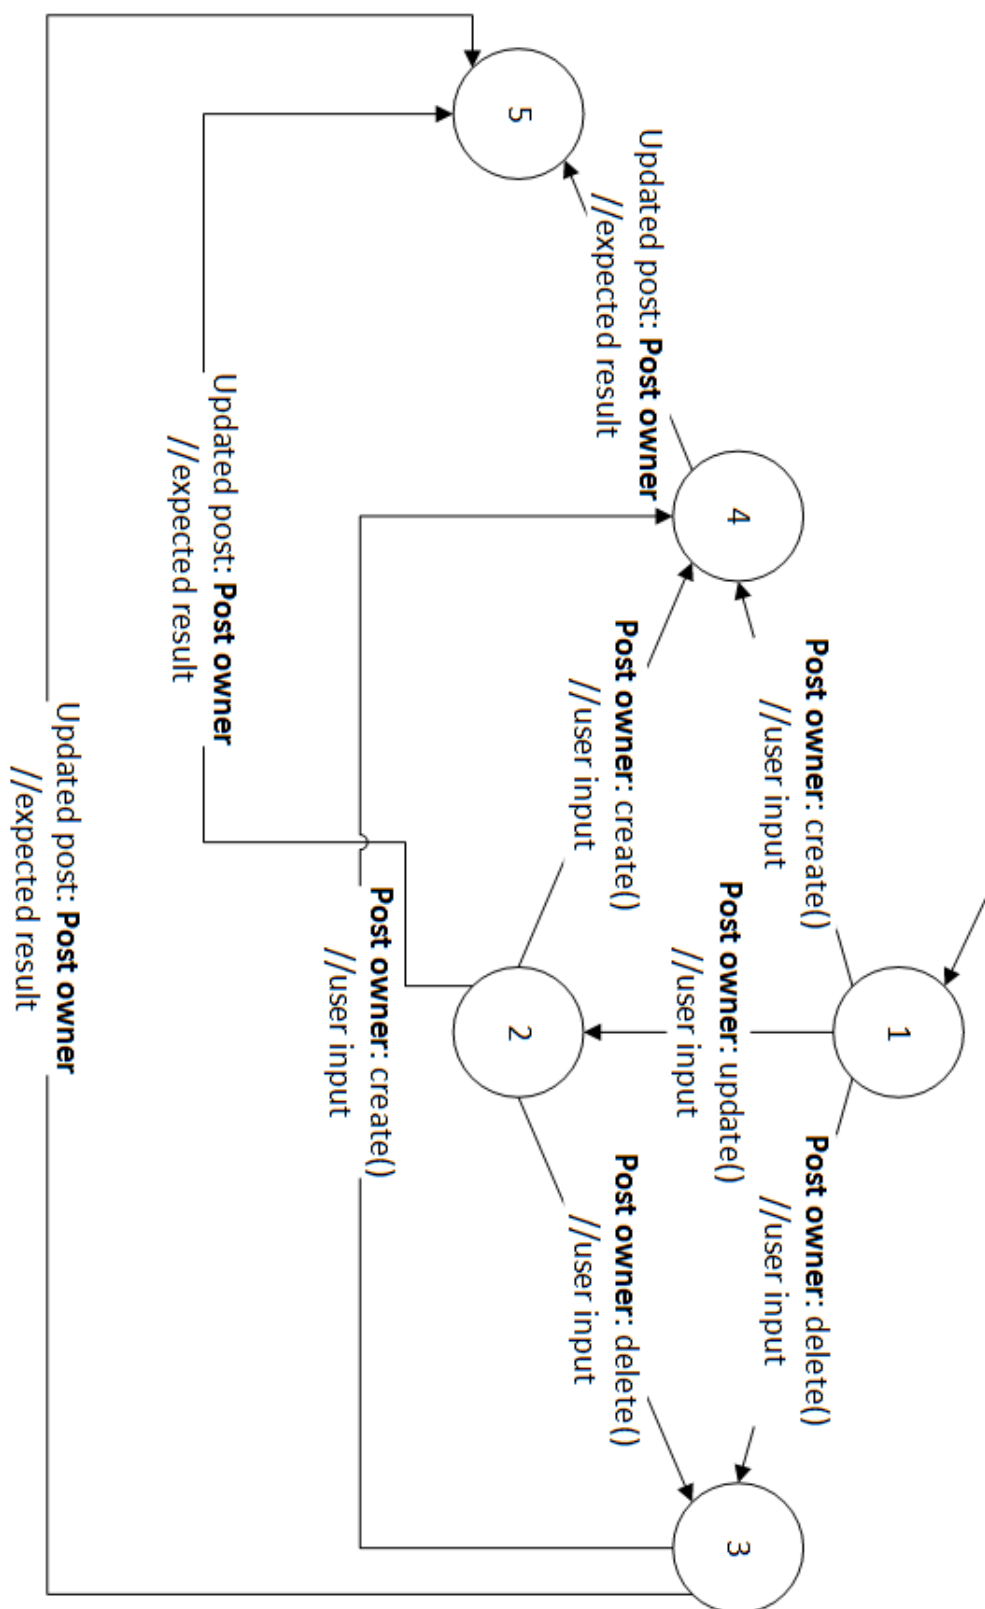 1
Post owner: create()
//user input
Post owner: update()
//user input
Post owner: delete()
//user input
4
2
3
Post owner: create()
//user input
Post owner: delete()
//user input
Updated post: Post owner
//expected result
5
Post owner: create()
//user input
Updated post: Post owner
//expected result
Updated post: Post owner
//expected result